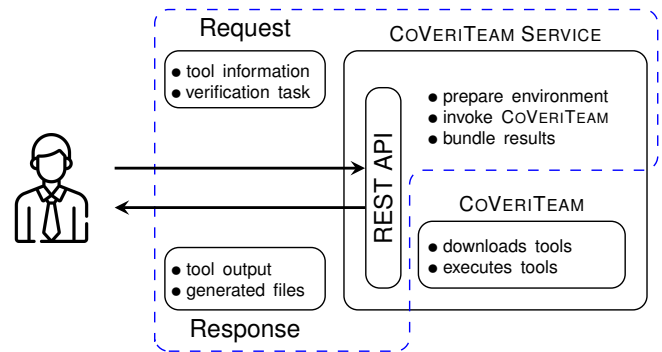 Request
● tool information
● verification task
COVERITEAM SERVICE
● prepare environment
● invoke COVERITEAM
● bundle results
REST API
COVERITEAM
● downloads tools
● executes tools
● tool output
● generated files
Response